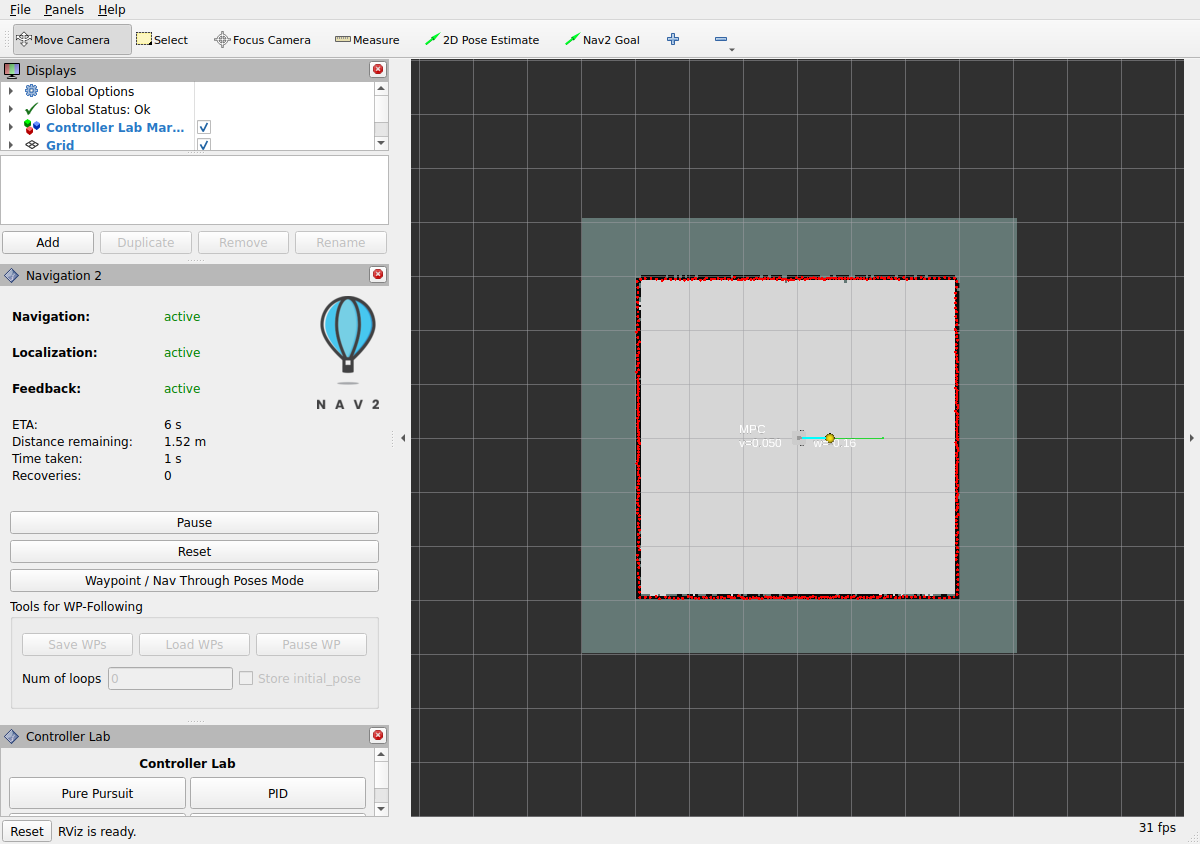 File Panels Help
Move Camera Select Focus Camera Measure 2D Pose Estimate Nav2 Goal
Displays
Global Options
Global Status: Ok
Controller Lab Mar...
Grid
Add Duplicate Remove Rename
Navigation 2
Navigation: active
Localization: active
Feedback: active
NAV2
ETA: 6 s
Distance remaining: 1.52 m
Time taken: 1 s
Recoveries: 0
Pause
Reset
Waypoint / Nav Through Poses Mode
Tools for WP-Following
Save WPs Load WPs Pause WP
Num of loops 0 Store initial_pose
Controller Lab
Controller Lab
Pure Pursuit PID
MPC
v=0.050
Reset RViz is ready. 31 fps